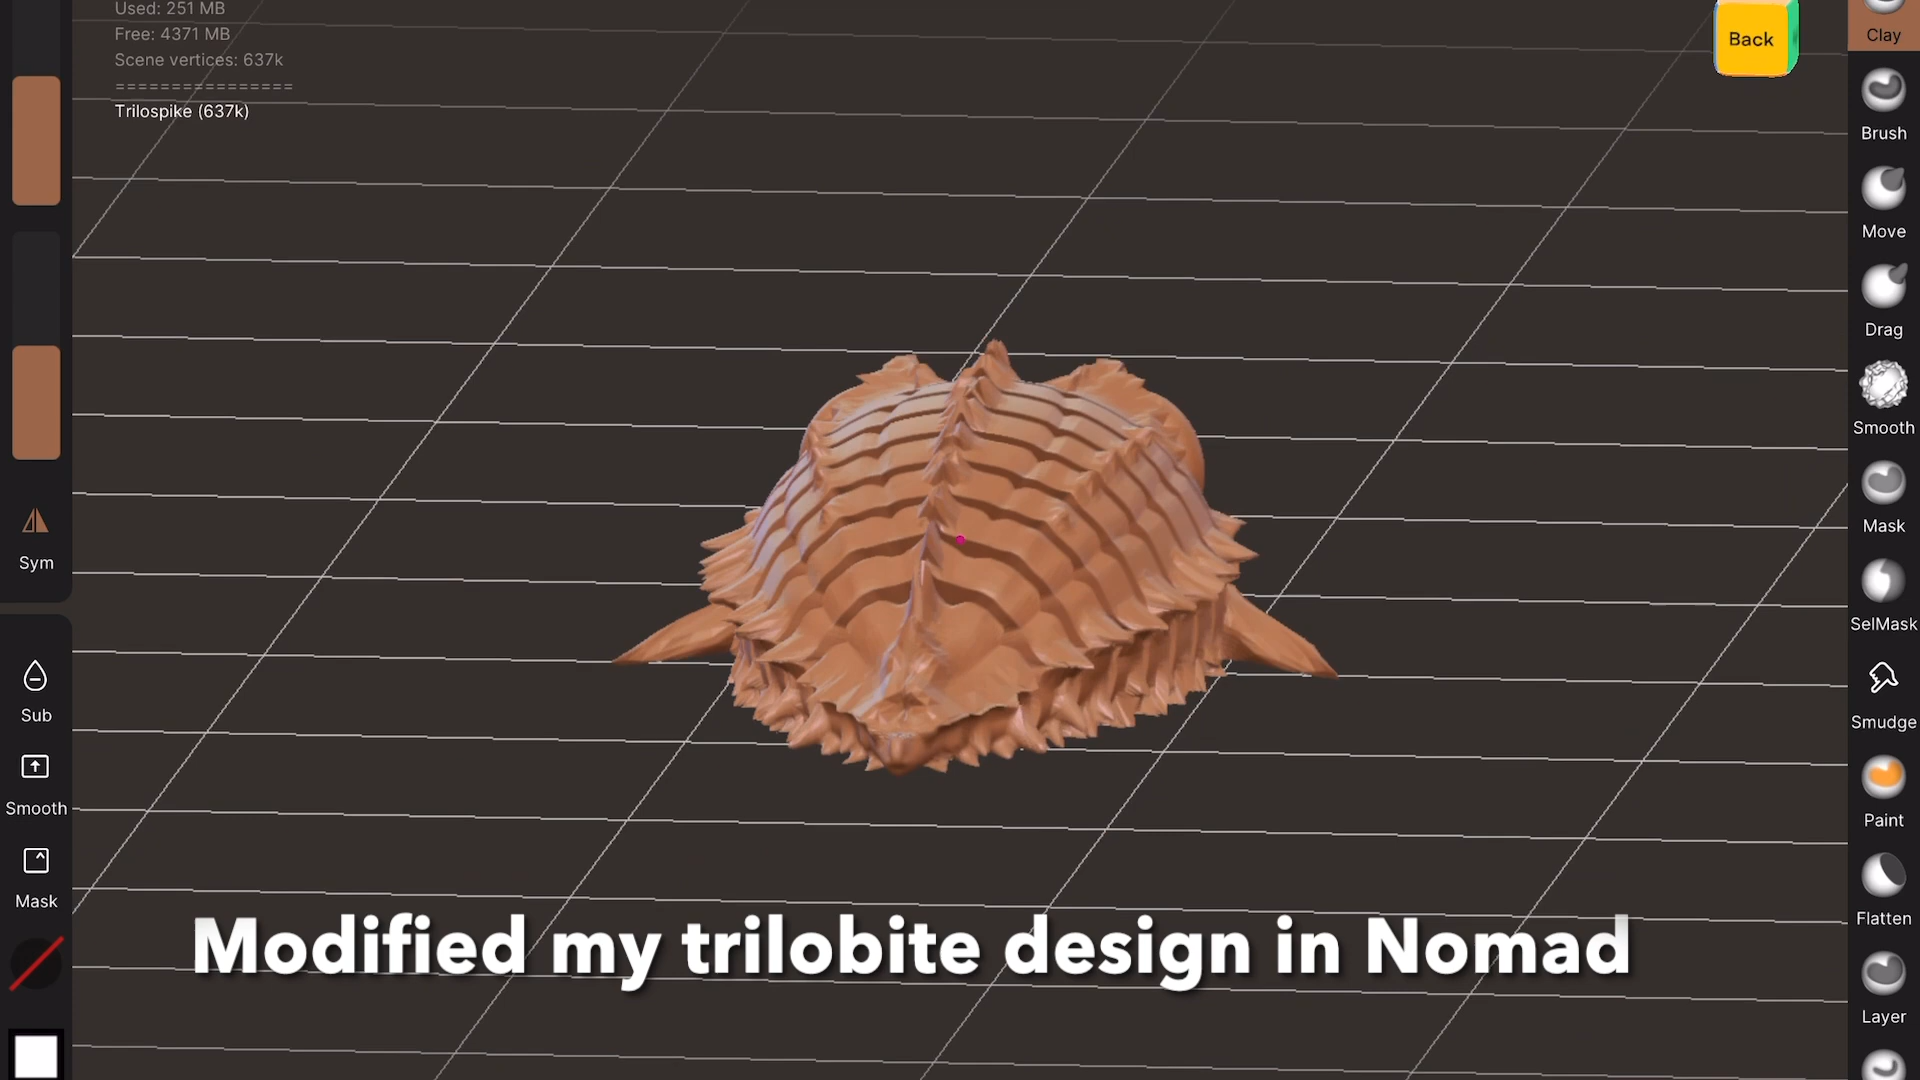 Used: 251 MB
Free: 4371 MB
Scene vertices: 637k
================
Trilospike (637k)
Back
Clay
Brush
Move
Drag
Smooth
Mask
SelMask
Smudge
Paint
Flatten
Layer
Sym
Sub
Smooth
Mask
Modified my trilobite design in Nomad